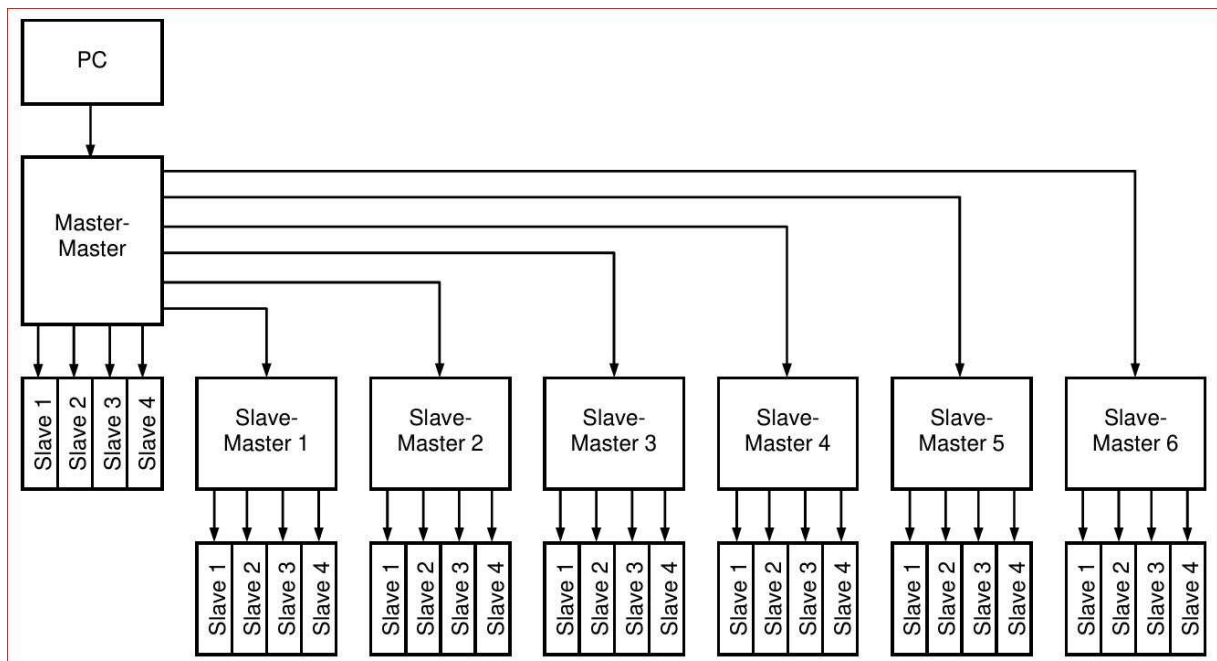 PC
Master-
Master
Slave 1
Slave 2
Slave 3
Slave 4
Slave-
Master 1
Slave-
Master 2
Slave-
Master 3
Slave-
Master 4
Slave-
Master 5
Slave-
Master 6
Slave 1
Slave 2
Slave 3
Slave 4
Slave 1
Slave 2
Slave 3
Slave 4
Slave 1
Slave 2
Slave 3
Slave 4
Slave 1
Slave 2
Slave 3
Slave 4
Slave 1
Slave 2
Slave 3
Slave 4
Slave 1
Slave 2
Slave 3
Slave 4